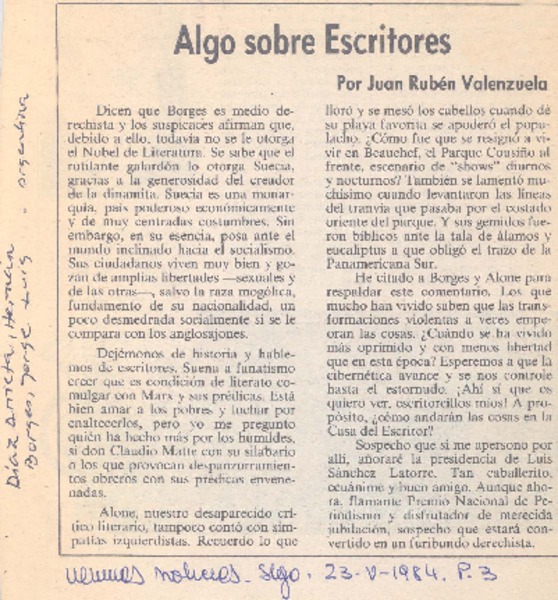 Algo sobre Escritores
Por Juan Rubén Valenzuela
Dicen que Borges es medio de-
rechista y los suspicaces afirman que,
debido a ello, todavía no se le otorga
el Nobel de Literatura. Se sabe que el
rutilante galardón lo otorga Suecia,
gracias a la generosidad del creador
de la dinamita. Suecia es una monar-
quía, país poderoso económicamente
y de muy centradas costumbres. Sin
embargo, en su esencia, posa ante el
mundo inclinado hacia el socialismo.
Sus ciudadanos viven muy bien y go-
zan de amplias libertades —sexuales y
de las otras—, salvo la raza mogólica,
fundamento de su nacionalidad, un
poco desmedrada socialmente si se le
compara con los anglosajones.
Dejémonos de historia y hable-
mos de escritores. Suena a fanatismo
creer que es condición de literato co-
mulgar con Marx y sus prédicas. Está
bien amar a los pobres y luchar por
enaltecerlos, pero yo me pregunto
quién ha hecho más por los humildes,
si don Claudio Matte con su silabario
o los que provocan despanzurramien-
tos obreros con sus prédicas envene-
nadas.
Alone, nuestro desaparecido crí-
tico literario, tampoco contó con sim-
patías izquierdistas. Recuerdo lo que
lloró y se mesó los cabellos cuando de
su playa favorita se apoderó el popu-
lacho. ¿Cómo fue que se resignó a vi-
vir en Beauchef, el Parque Cousiño al
frente, escenario de "shows" diurnos
y nocturnos? También se lamentó mu-
chísimo cuando levantaron las líneas
del tranvía que pasaba por el costado
oriente del parque. Y sus gemidos fue-
ron bíblicos ante la tala de álamos y
eucaliptus a que obligó el trazo de la
Panamericana Sur.
He citado a Borges y Alone para
respaldar este comentario. Los que
mucho han vivido saben que las trans-
formaciones violentas a veces empeo-
ran las cosas. ¿Cuándo se ha vivido
más oprimido y con menos libertad
que en esta época? Esperemos a que la
cibernética avance y se nos controle
hasta el estornudo. ¡Ahí sí que os
quiero ver, escritorcillos míos! A pro-
pósito, ¿cómo andarán las cosas en la
Casa del Escritor?
Sospecho que si me apersono por
allí, añoraré la presidencia de Luis
Sánchez Latorre. Tan caballerito,
ecuánime y buen amigo. Aunque aho-
ra, flamante Premio Nacional de Pe-
riodismo y disfrutador de merecida
jubilación, sospecho que estará con-
vertido en un furibundo derechista.
Díaz Arrieta, Hernán
Borges, Jorge Luis - argentina
Ultimas Noticias - Stgo. 23-V-1984. P. 3